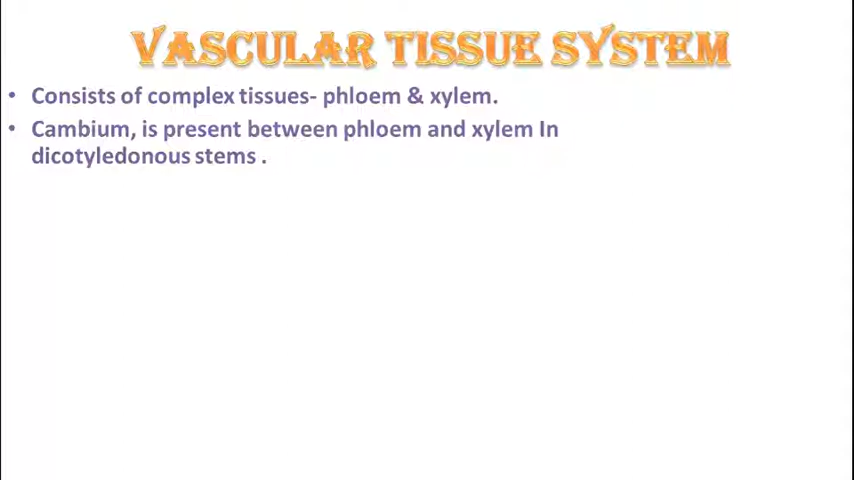 VASCULAR TISSUE SYSTEM
• Consists of complex tissues- phloem & xylem.
• Cambium, is present between phloem and xylem In
dicotyledonous stems .